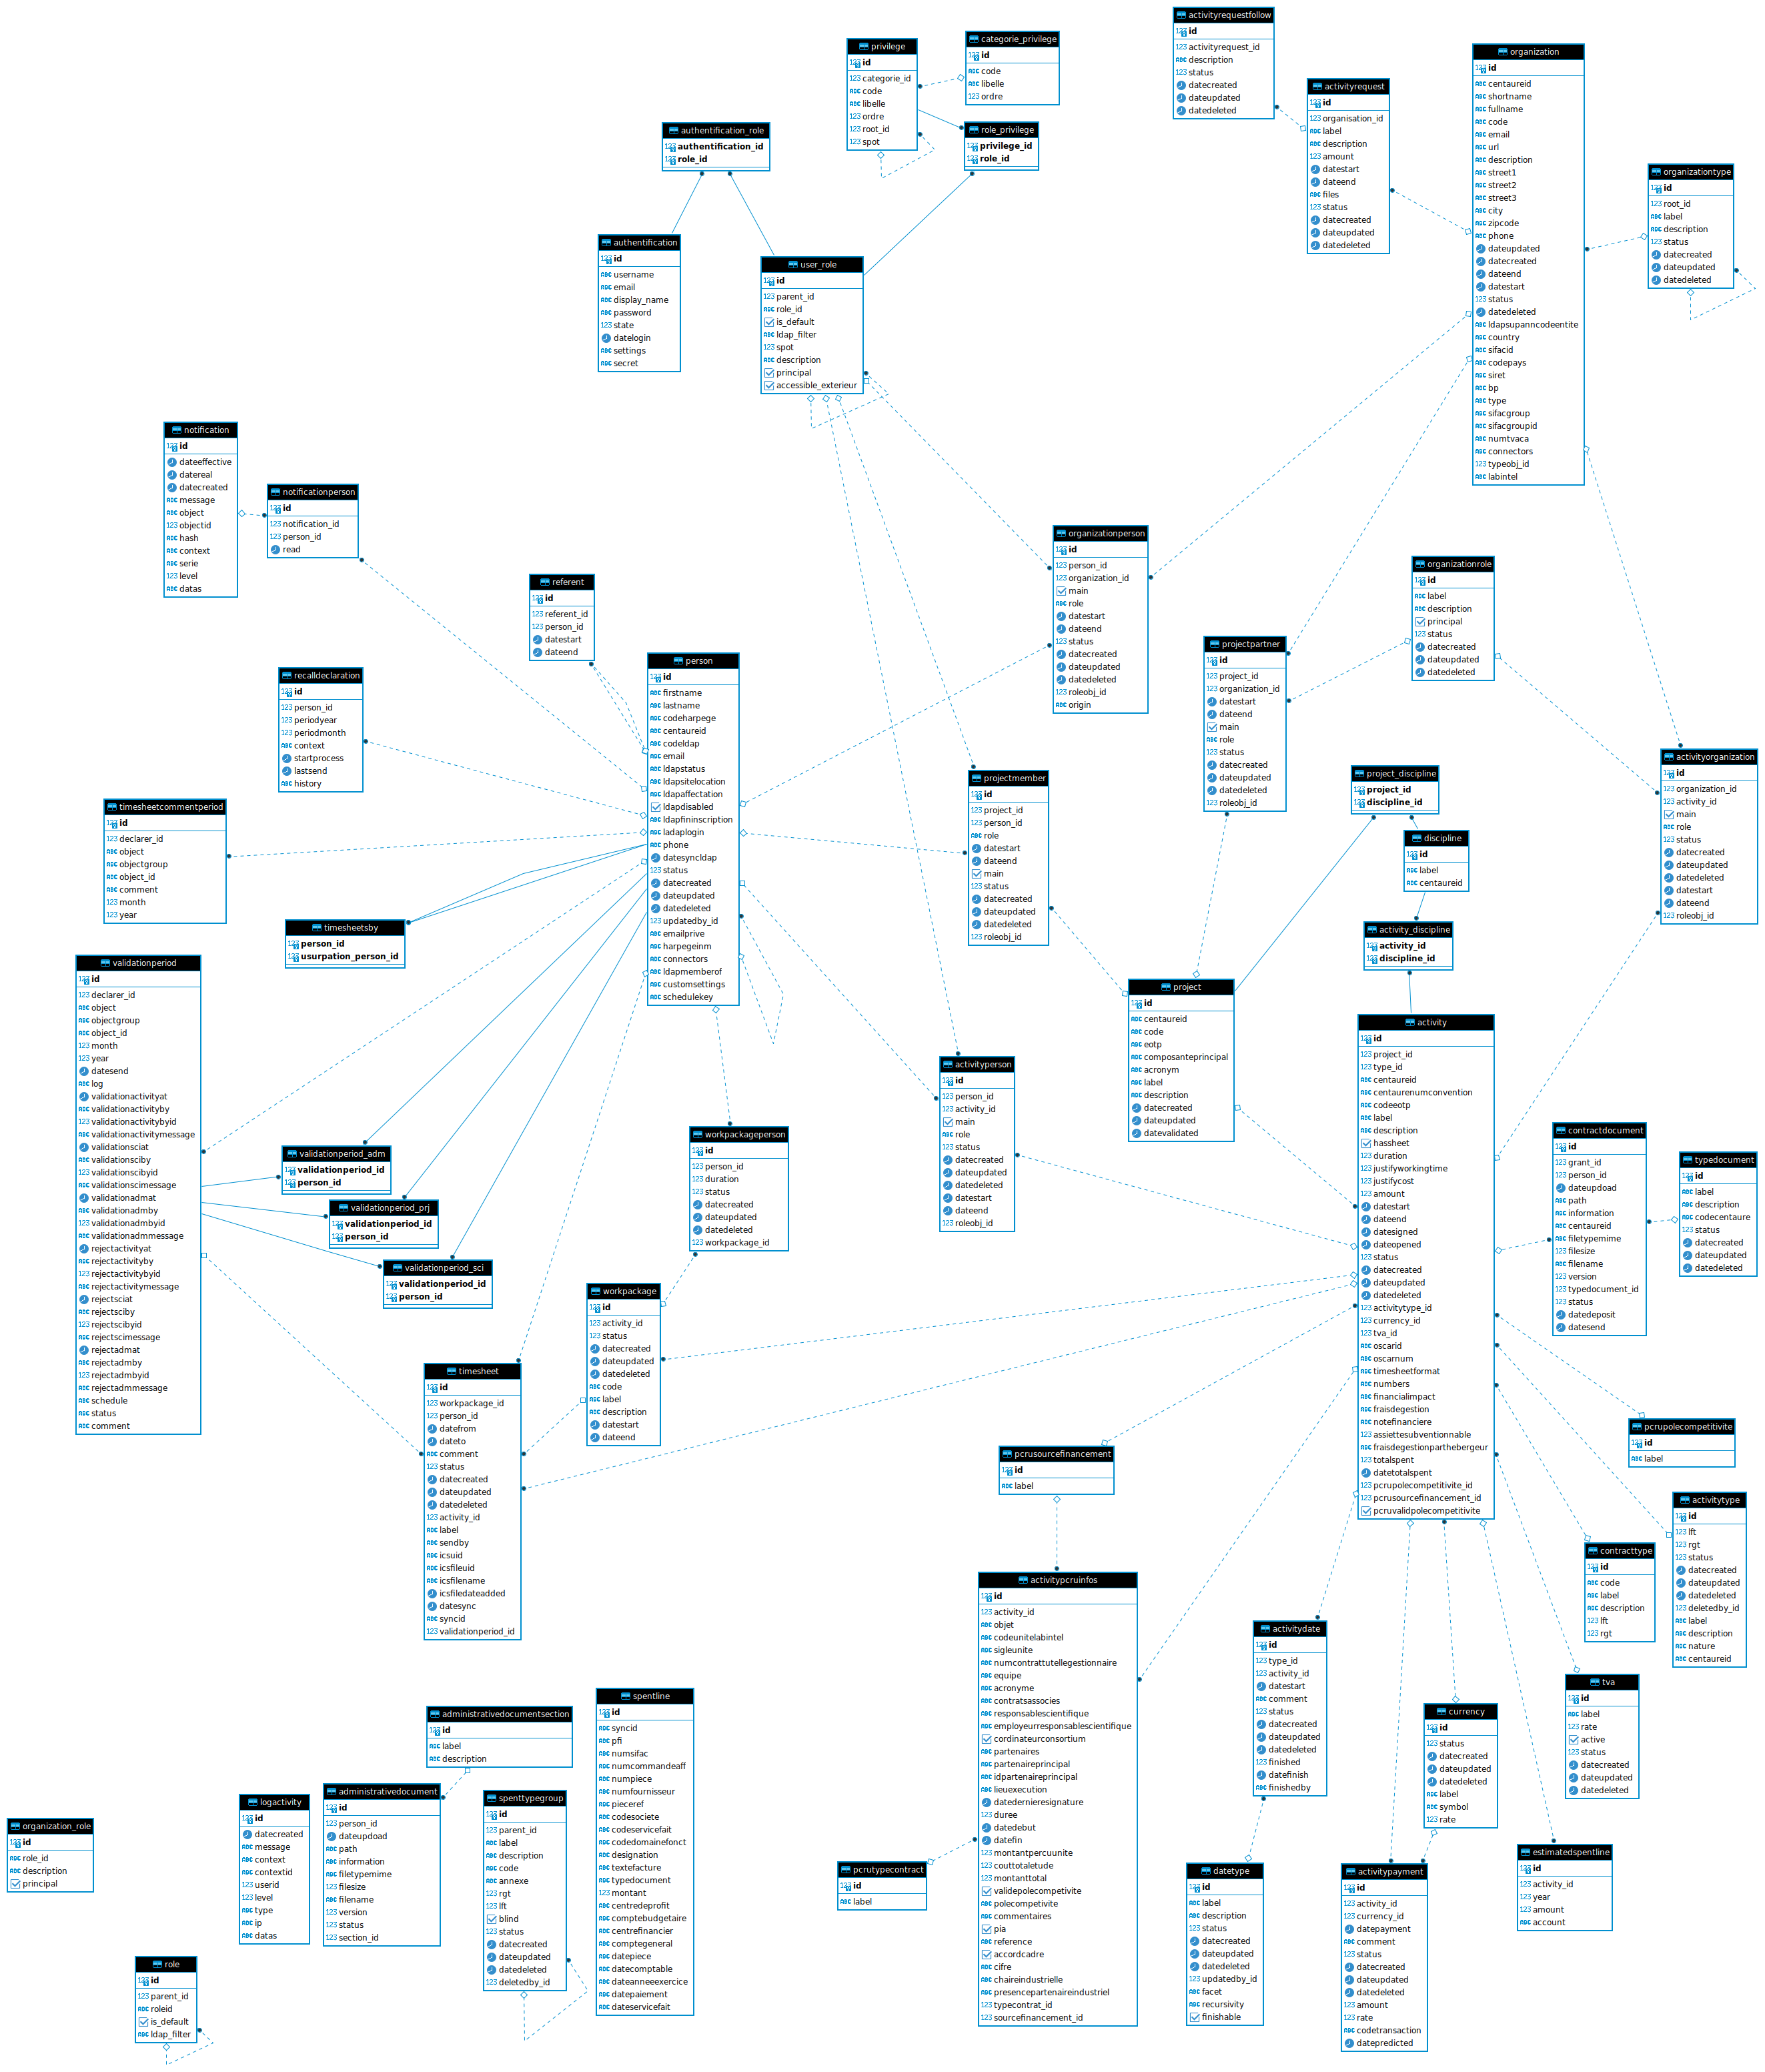 activityrequestfollow
id
activityrequest_id
description
status
datecreated
dateupdated
datedeleted
privilege
id
categorie_id
code
libelle
ordre
root_id
spot
categorie_privilege
id
code
libelle
ordre
organization
id
centaureid
shortname
fullname
code
email
url
description
street1
street2
street3
city
zipcode
phone
dateupdated
datecreated
dateend
datestart
status
datedeleted
ldapsupanncodeentite
country
sifacid
codepays
siret
bp
type
sifacgroup
sifacgroupid
numtvaca
connectors
typeobj_id
labintel
activityrequest
id
organisation_id
label
description
amount
datestart
dateend
files
status
datecreated
dateupdated
datedeleted
authentification_role
authentification_id
role_id
role_privilege
privilege_id
role_id
organizationtype
id
root_id
label
description
status
datecreated
dateupdated
datedeleted
authentification
id
username
email
display_name
password
state
datelogin
settings
secret
user_role
id
parent_id
role_id
is_default
ldap_filter
spot
description
principal
accessible_exterieur
notification
id
dateeffective
datereal
datecreated
message
object
objectid
hash
context
serie
level
datas
notificationperson
id
notification_id
person_id
read
organizationperson
id
person_id
organization_id
main
role
datestart
dateend
status
datecreated
dateupdated
datedeleted
roleobj_id
origin
organizationrole
id
label
description
principal
status
datecreated
dateupdated
datedeleted
referent
id
referent_id
person_id
datestart
dateend
projectpartner
id
project_id
organization_id
datestart
dateend
main
role
status
datecreated
dateupdated
datedeleted
roleobj_id
person
id
firstname
lastname
codeharpege
centaureid
codeldap
email
ldapstatus
ldapsitelocation
ldapaffectation
ldapdisabled
ldapfininscription
ladaplogin
phone
datesyncldap
status
datecreated
dateupdated
datedeleted
updatedby_id
emailprive
harpegeinm
connectors
ldapmemberof
customsettings
schedulekey
recalldeclaration
id
person_id
periodyear
periodmonth
context
startprocess
lastsend
history
activityorganization
id
organization_id
activity_id
main
role
status
datecreated
dateupdated
datedeleted
datestart
dateend
roleobj_id
project_discipline
project_id
discipline_id
projectmember
id
project_id
person_id
role
datestart
dateend
main
status
datecreated
dateupdated
datedeleted
roleobj_id
timesheetcommentperiod
id
declarer_id
object
objectgroup
object_id
comment
month
year
discipline
id
label
centaureid
timesheetsby
person_id
usurpation_person_id
activity_discipline
activity_id
discipline_id
validationperiod
id
declarer_id
object
objectgroup
object_id
month
year
datesend
log
validationactivityat
validationactivityby
validationactivitybyid
validationactivitymessage
validationsciat
validationsciby
validationscibyid
validationscimessage
validationadmat
validationadmby
validationadmbyid
validationadmmessage
rejectactivityat
rejectactivityby
rejectactivitybyid
rejectactivitymessage
rejectsciat
rejectsciby
rejectscibyid
rejectscimessage
rejectadmat
rejectadmby
rejectadmbyid
rejectadmmessage
schedule
status
comment
project
id
centaureid
code
eotp
composanteprincipal
acronym
label
description
datecreated
dateupdated
datevalidated
activity
id
project_id
type_id
centaureid
centaurenumconvention
codeeotp
label
description
hassheet
duration
justifyworkingtime
justifycost
amount
datestart
dateend
datesigned
dateopened
status
datecreated
dateupdated
datedeleted
activitytype_id
currency_id
tva_id
oscarid
oscarnum
timesheetformat
numbers
financialimpact
fraisdegestion
notefinanciere
assiettesubventionnable
fraisdegestionparthebergeur
totalspent
datetotalspent
pcrupolecompetitivite_id
pcrusourcefinancement_id
pcruvalidpolecompetitivite
activityperson
id
person_id
activity_id
main
role
status
datecreated
dateupdated
datedeleted
datestart
dateend
roleobj_id
contractdocument
id
grant_id
person_id
dateupdoad
path
information
centaureid
filetypemime
filesize
filename
version
typedocument_id
status
datedeposit
datesend
workpackageperson
id
person_id
duration
status
datecreated
dateupdated
datedeleted
workpackage_id
validationperiod_adm
validationperiod_id
person_id
typedocument
id
label
description
codecentaure
status
datecreated
dateupdated
datedeleted
validationperiod_prj
validationperiod_id
person_id
validationperiod_sci
validationperiod_id
person_id
workpackage
id
activity_id
status
datecreated
dateupdated
datedeleted
code
label
description
datestart
dateend
timesheet
id
workpackage_id
person_id
datefrom
dateto
comment
status
datecreated
dateupdated
datedeleted
activity_id
label
sendby
icsuid
icsfileuid
icsfilename
icsfiledateadded
datesync
syncid
validationperiod_id
pcrupolecompetitivite
id
label
pcrusourcefinancement
id
label
activitytype
id
lft
rgt
status
datecreated
dateupdated
datedeleted
deletedby_id
label
description
nature
centaureid
contracttype
id
code
label
description
lft
rgt
activitypcruinfos
id
activity_id
objet
codeunitelabintel
sigleunite
numcontrattutellegestionnaire
equipe
acronyme
contratsassocies
responsablescientifique
employeurresponsablescientifique
cordinateurconsortium
partenaires
partenaireprincipal
idpartenaireprincipal
lieuexecution
datedernieresignature
duree
datedebut
datefin
montantpercuunite
couttotaletude
montanttotal
validepolecompetivite
polecompetivite
commentaires
pia
reference
accordcadre
cifre
chaireindustrielle
presencepartenaireindustriel
typecontrat_id
sourcefinancement_id
activitydate
id
type_id
activity_id
datestart
comment
status
datecreated
dateupdated
datedeleted
finished
datefinish
finishedby
tva
id
label
rate
active
status
datecreated
dateupdated
datedeleted
spentline
id
syncid
pfi
numsifac
numcommandeaff
numpiece
numfournisseur
pieceref
codesociete
codeservicefait
codedomainefonct
designation
textefacture
typedocument
montant
centredeprofit
comptebudgetaire
centrefinancier
comptegeneral
datepiece
datecomptable
dateanneeexercice
datepaiement
dateservicefait
currency
id
status
datecreated
dateupdated
datedeleted
label
symbol
rate
administrativedocumentsection
id
label
description
administrativedocument
id
person_id
dateupdoad
path
information
filetypemime
filesize
filename
version
status
section_id
spenttypegroup
id
parent_id
label
description
code
annexe
rgt
lft
blind
status
datecreated
dateupdated
datedeleted
deletedby_id
logactivity
id
datecreated
message
context
contextid
userid
level
type
ip
datas
organization_role
id
role_id
description
principal
estimatedspentline
id
activity_id
year
amount
account
pcrutypecontract
id
label
datetype
id
label
description
status
datecreated
dateupdated
datedeleted
updatedby_id
facet
recursivity
finishable
activitypayment
id
activity_id
currency_id
datepayment
comment
status
datecreated
dateupdated
datedeleted
amount
rate
codetransaction
datepredicted
role
id
parent_id
roleid
is_default
ldap_filter